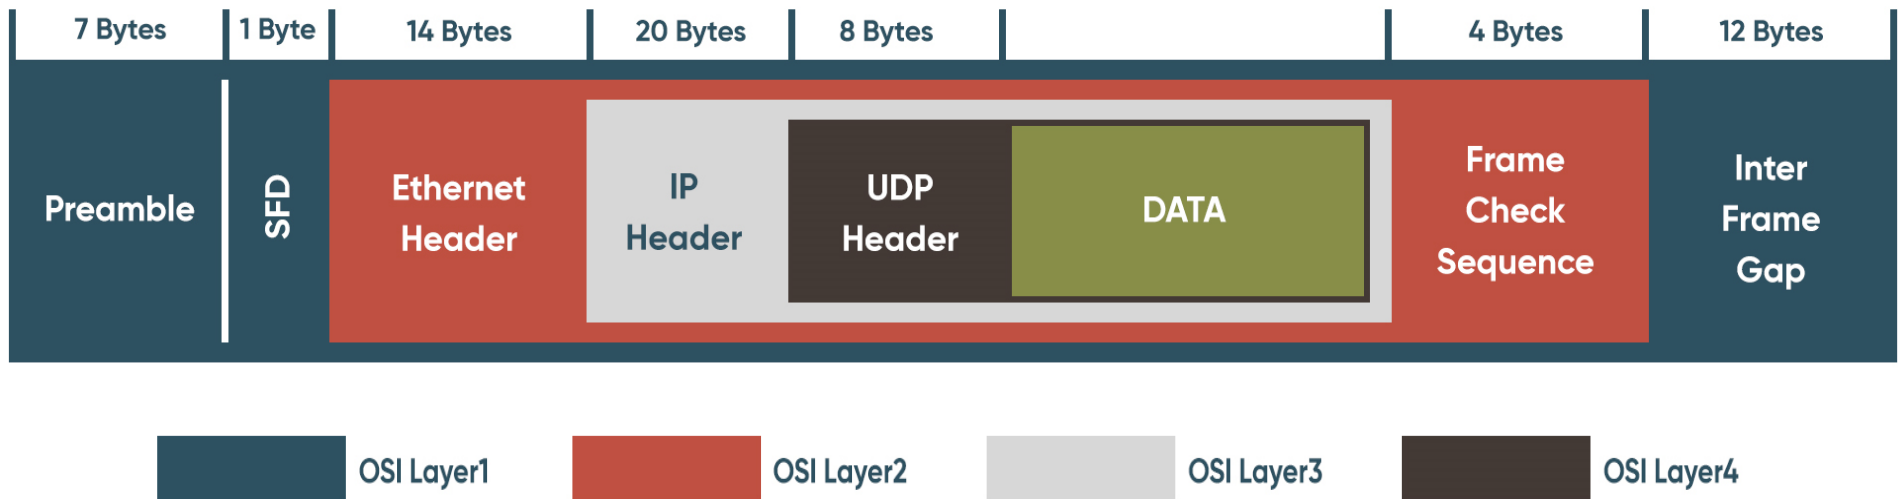 7 Bytes
1 Byte
14 Bytes
20 Bytes
8 Bytes
4 Bytes
12 Bytes
Preamble
SFD
Ethernet
Header
IP
Header
UDP
Header
DATA
Frame
Check
Sequence
Inter
Frame
Gap
OSI Layer1
OSI Layer2
OSI Layer3
OSI Layer4